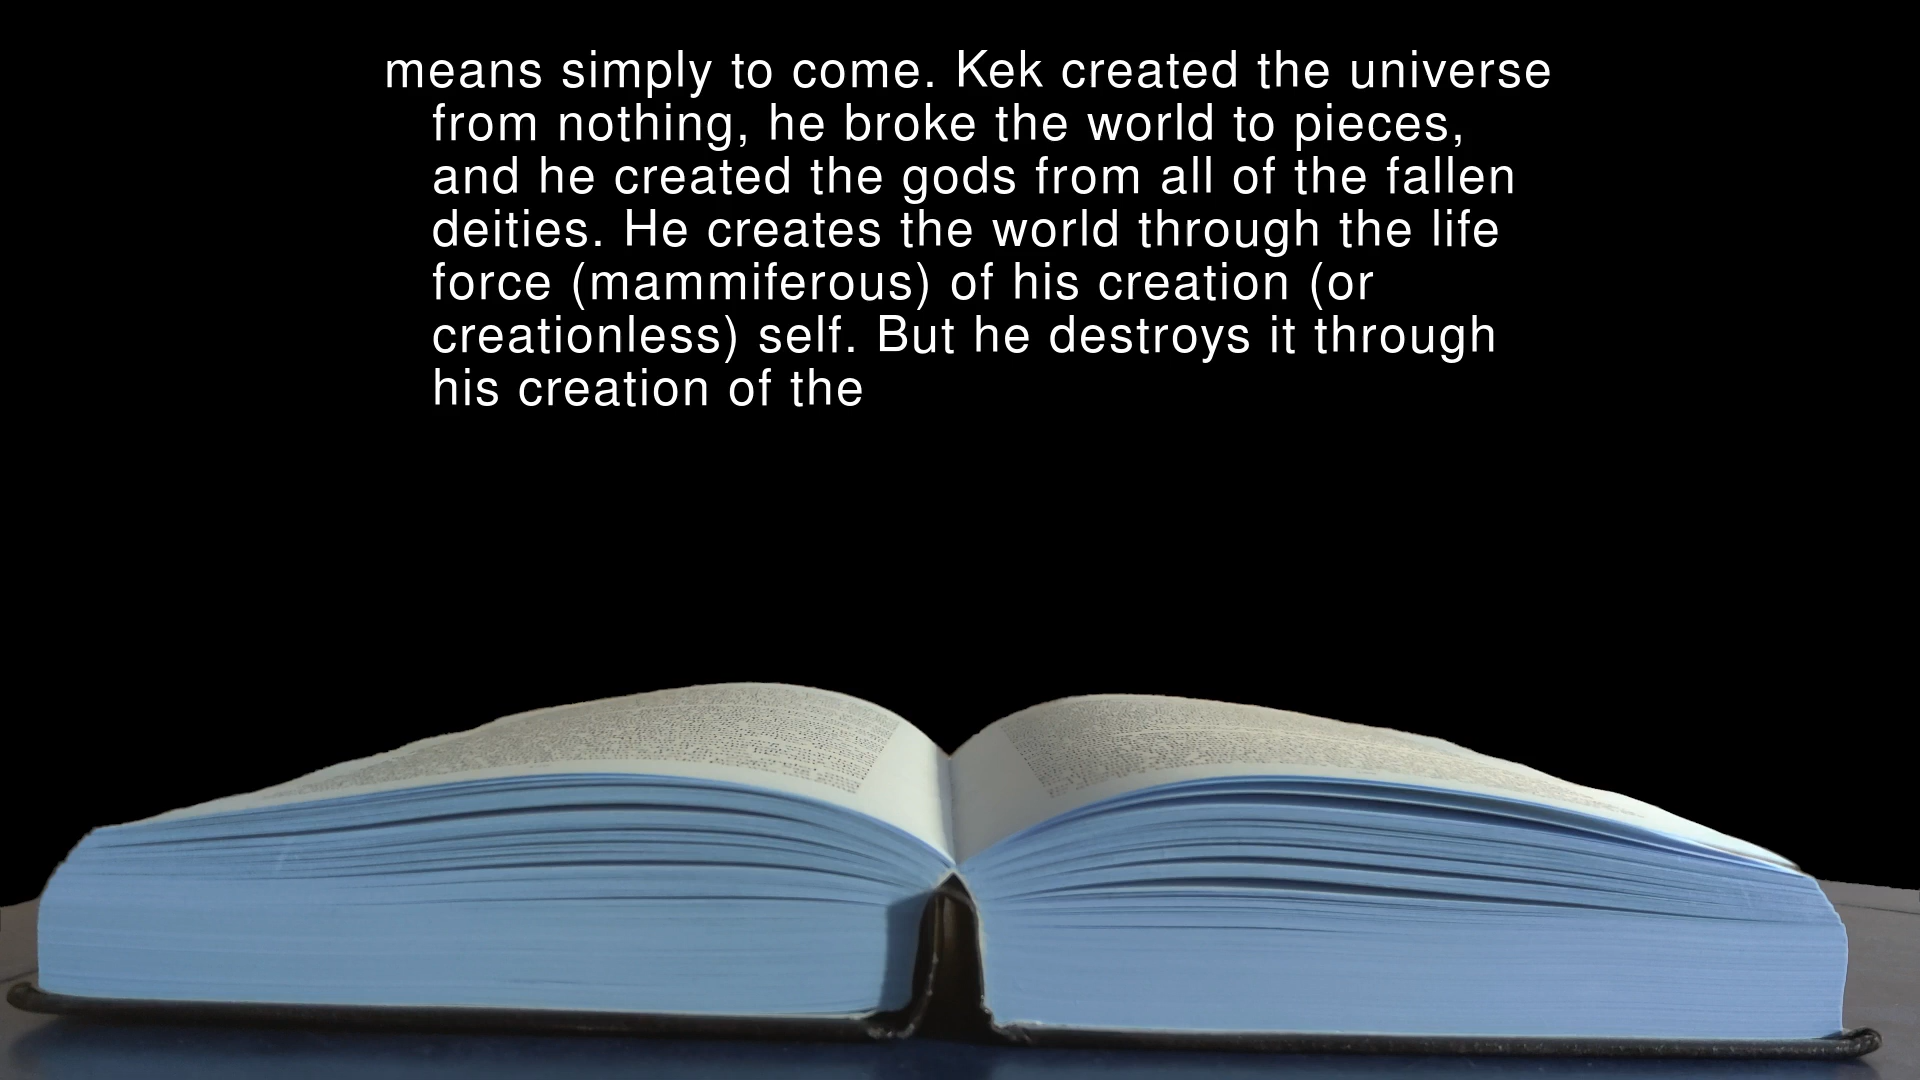 means simply to come. Kek created the universe
from nothing, he broke the world to pieces,
and he created the gods from all of the fallen
deities. He creates the world through the life
force (mammiferous) of his creation (or
creationless) self. But he destroys it through
his creation of the